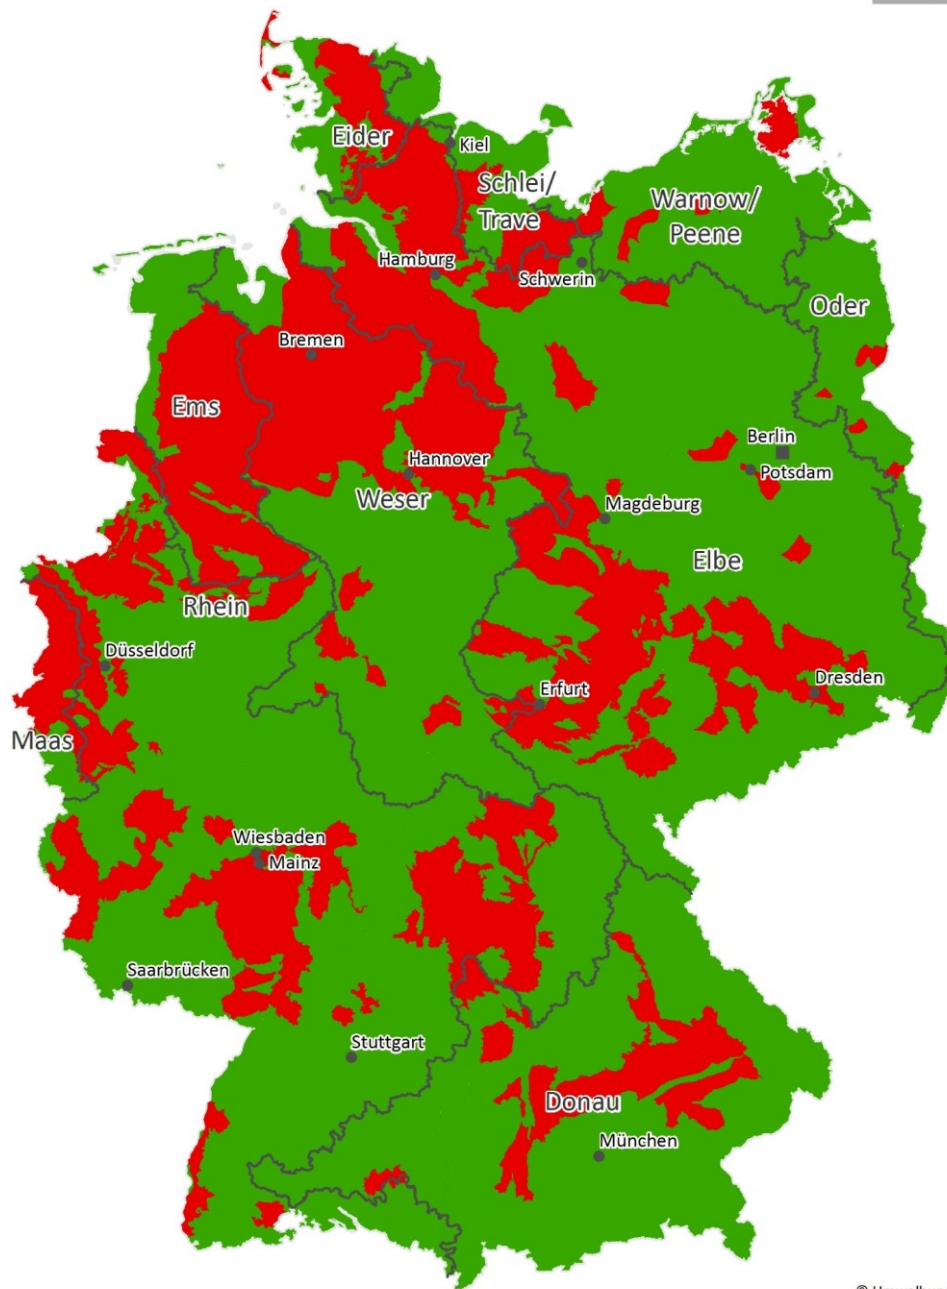 Eider
Kiel
Schlei/
Trave
Warnow/
Peene
Hamburg
Schwerin
Oder
Bremen
Ems
Berlin
Hannover
Potsdam
Weser
Magdeburg
Elbe
Rhein
Düsseldorf
Dresden
Erfurt
Maas
Wiesbaden
Mainz
Saarbrücken
Stuttgart
Donau
München